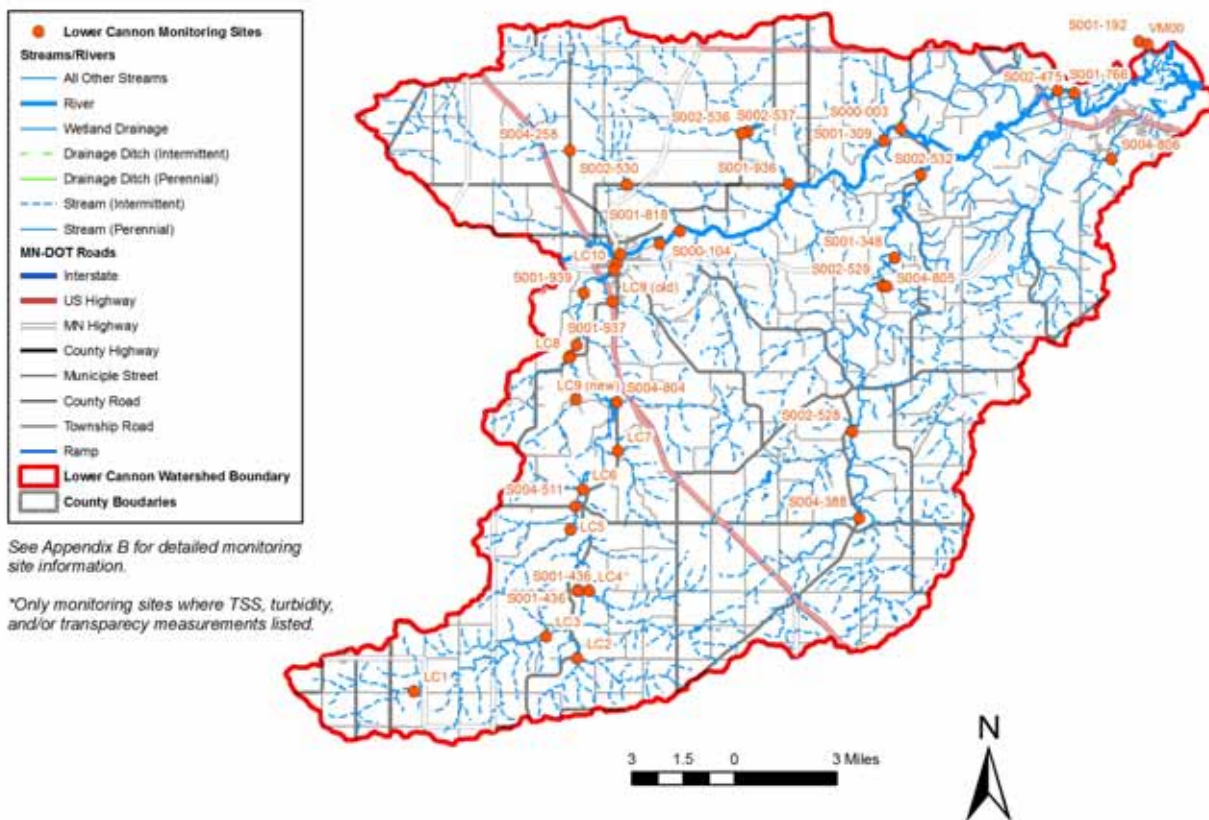 Lower Cannon Monitoring Sites
Streams/Rivers
All Other Streams
River
Wetland Drainage
Drainage Ditch (Intermittent)
Drainage Ditch (Perennial)
Stream (Intermittent)
Stream (Perennial)
MN-DOT Roads
Interstate
US Highway
MN Highway
County Highway
Municiple Street
County Road
Township Road
Ramp
Lower Cannon Watershed Boundary
County Boudaries
See Appendix B for detailed monitoring
site information.
*Only monitoring sites where TSS, turbidity,
and/or transparecy measurements listed.
S001-192
VM00
S002-475
S001-766
S000-003
S002-536
S002-537
S004-258
S001-309
S002-532
S004-806
S002-530
S001-936
S001-818
S001-348
LC10
S000-104
S001-939
S002-529
S004-805
LC9 (old)
S001-937
LC8
LC9 (new)
S004-804
S002-528
LC7
LC6
S004-511
S004-388
LC5
S001-436
LC4
S001-436
LC3
LC2
LC1
N
3 1.5 0 3 Miles